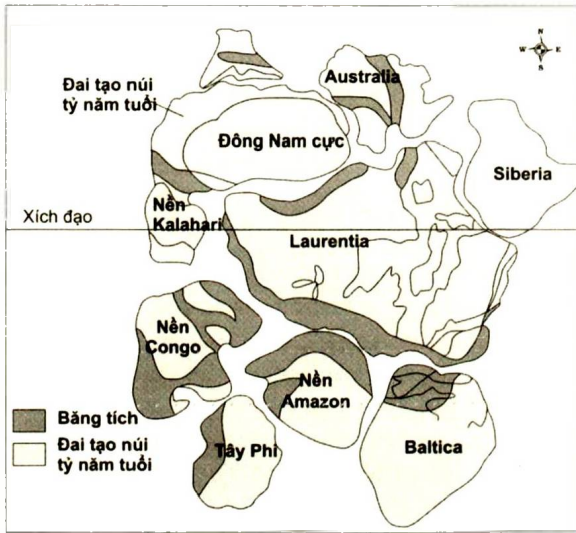 N
W E
S
Đai tạo núi
tỷ năm tuổi
Australia
Đông Nam cực
Siberia
Xích đạo
Nền
Kalahari
Laurentia
Nền
Congo
Nền
Amazon
Băng tích
Đai tạo núi
tỷ năm tuổi
Tây Phi
Baltica